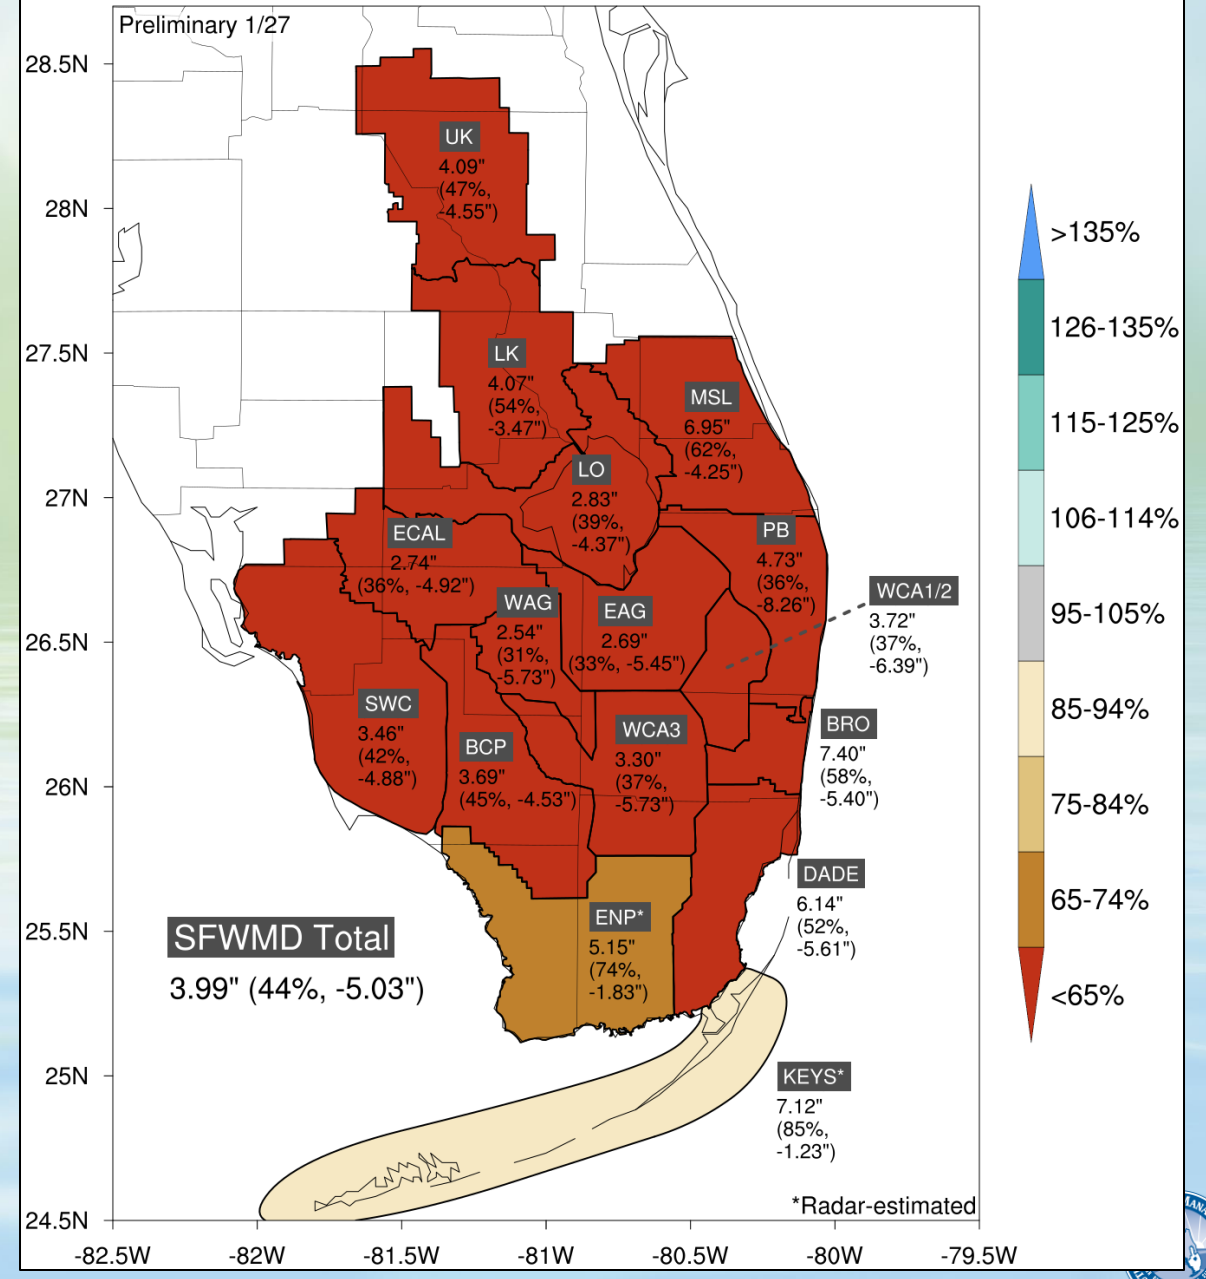 Preliminary 1/27
28.5N
28N
27.5N
27N
26.5N
26N
25.5N
25N
24.5N
-82.5W
-82W
-81.5W
-81W
-80.5W
-80W
-79.5W
UK
4.09"
(47%,
-4.55")
LK
4.07"
(54%,
-3.47")
MSL
6.95"
(62%,
-4.25")
LO
2.83"
(39%,
-4.37")
ECAL
2.74"
(36%, -4.92")
PB
4.73"
(36%,
-8.26")
WAG
2.54"
(31%,
-5.73")
EAG
2.69"
(33%, -5.45")
WCA1/2
3.72"
(37%,
-6.39")
SWC
3.46"
(42%,
-4.88")
BCP
3.69"
(45%, -4.53")
WCA3
3.30"
(37%,
-5.73")
BRO
7.40"
(58%,
-5.40")
DADE
6.14"
(52%,
-5.61")
ENP*
5.15"
(74%,
-1.83")
SFWMD Total
3.99" (44%, -5.03")
KEYS*
7.12"
(85%,
-1.23")
*Radar-estimated
>135%
126-135%
115-125%
106-114%
95-105%
85-94%
75-84%
65-74%
<65%